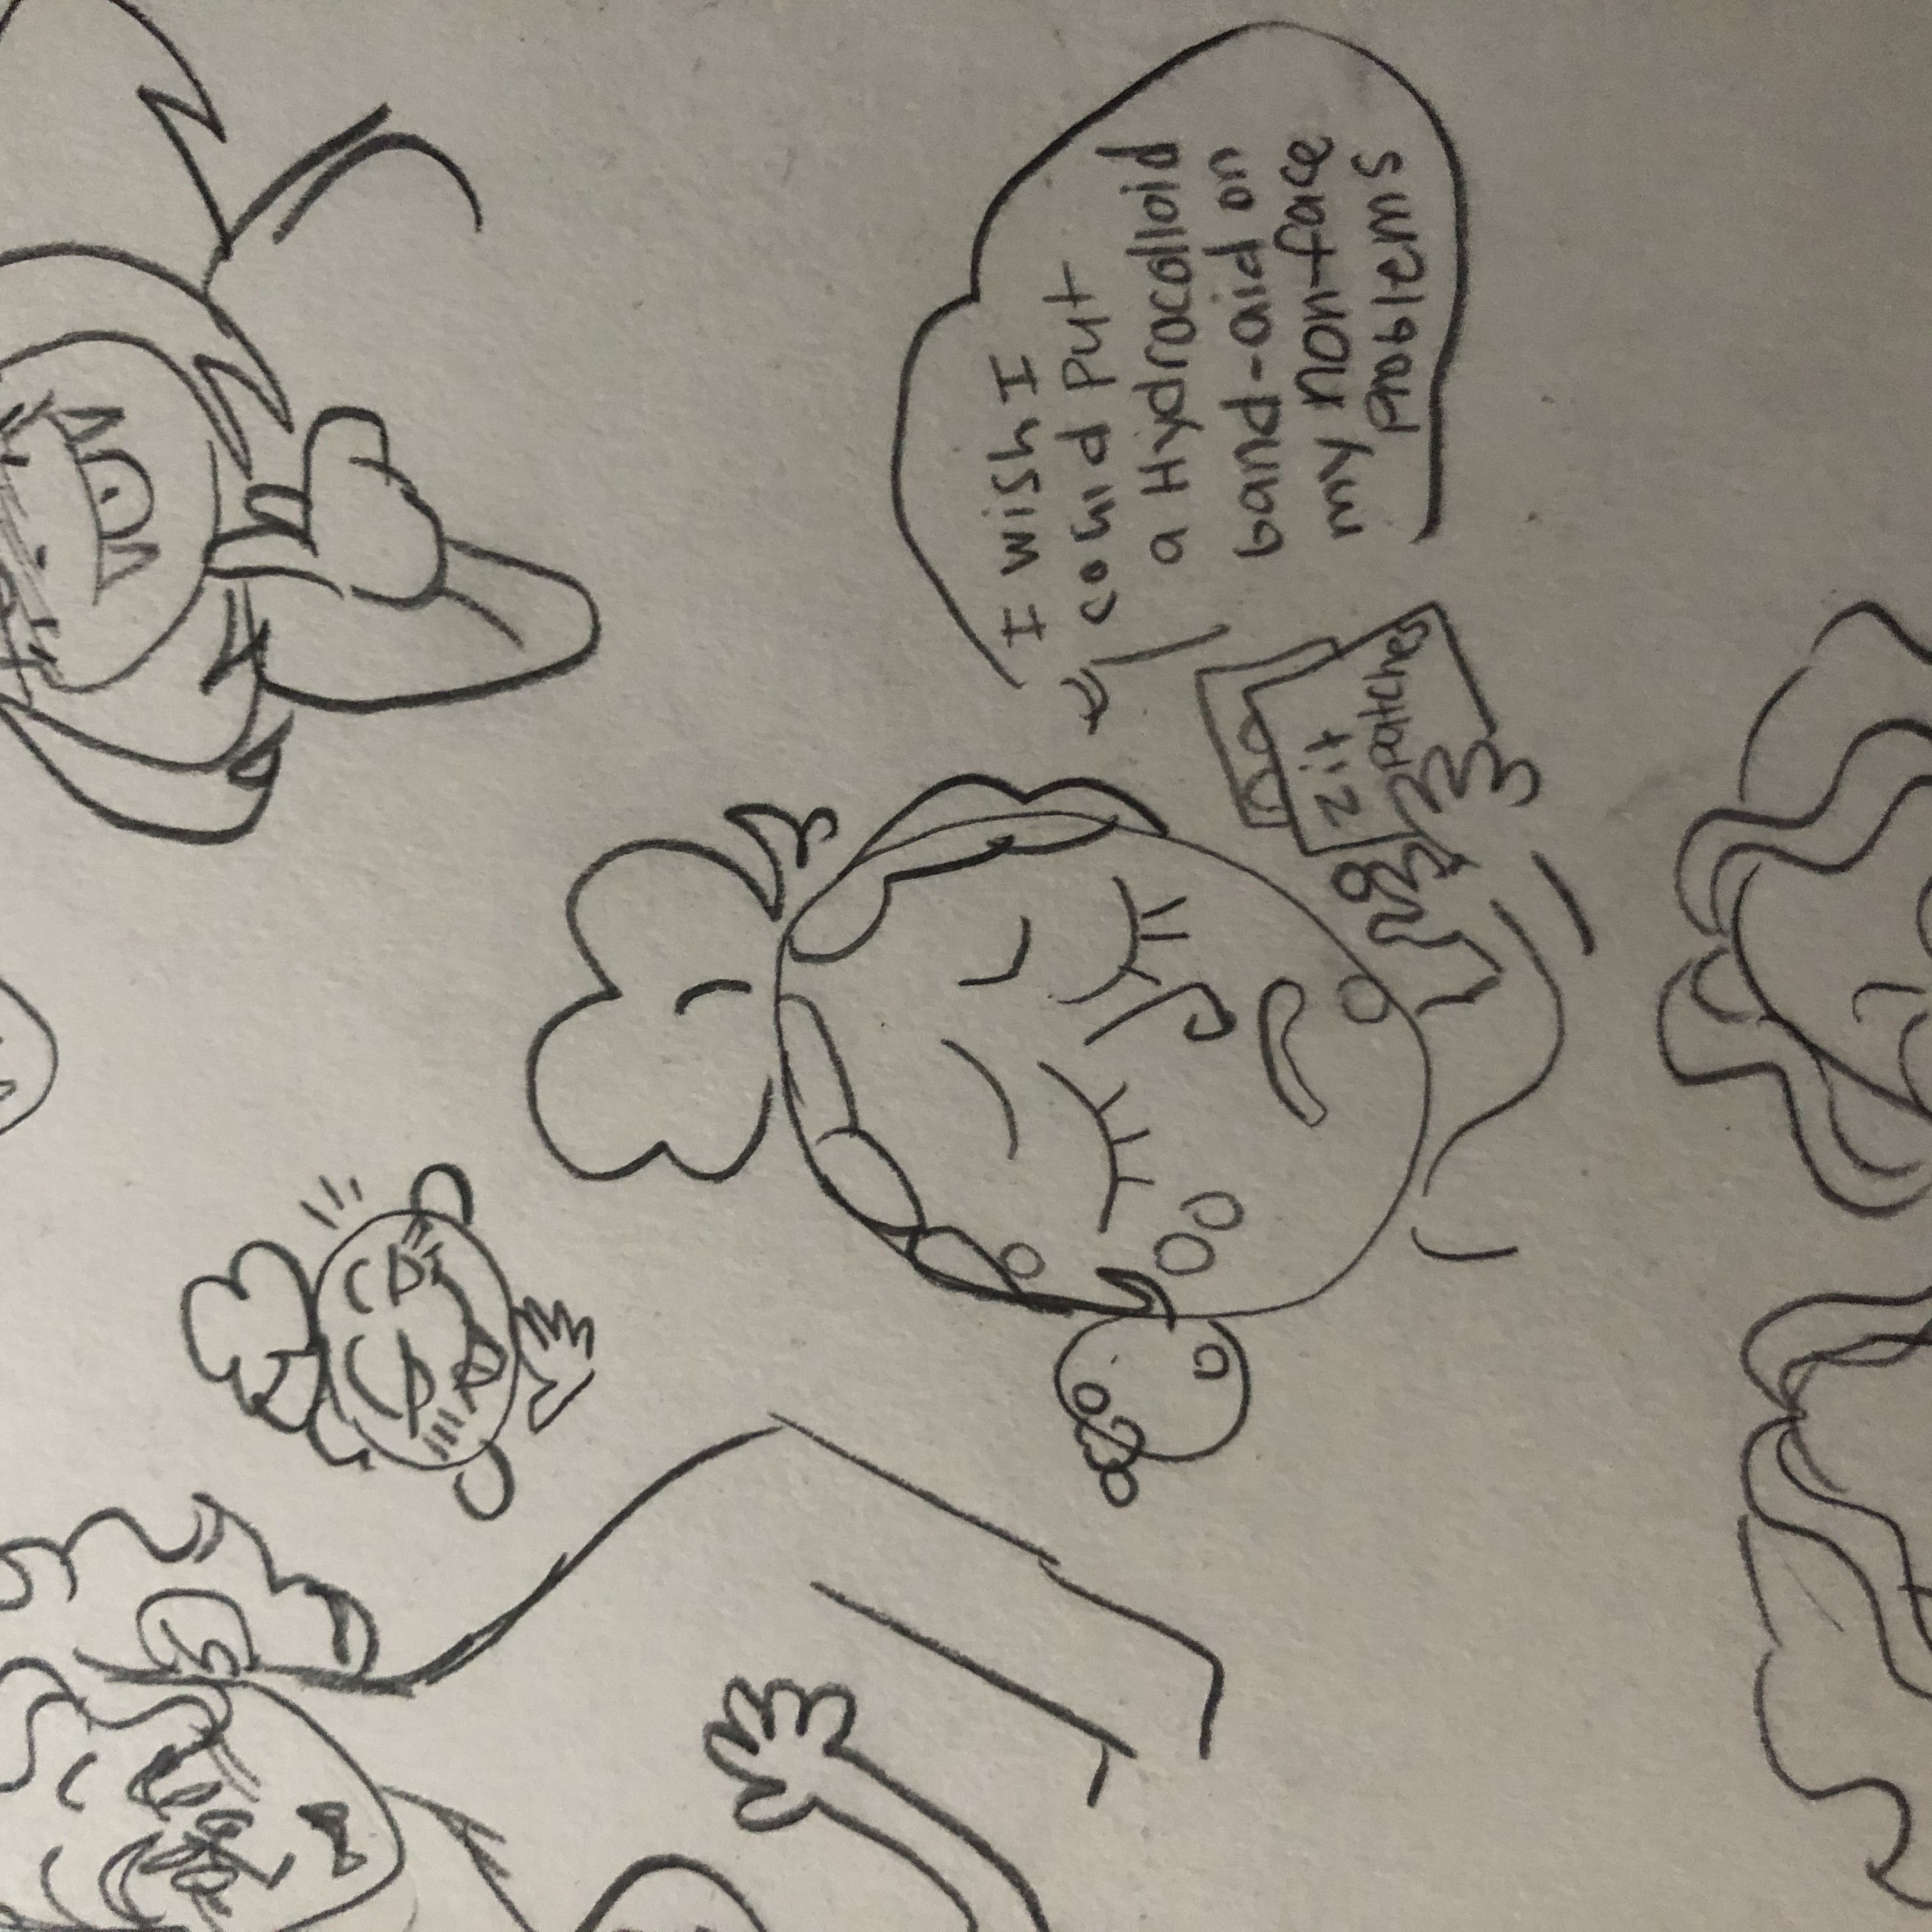 I wish I
could put
a Hydrocolloid
band-aid on
my non-face
problems
Zit
patches